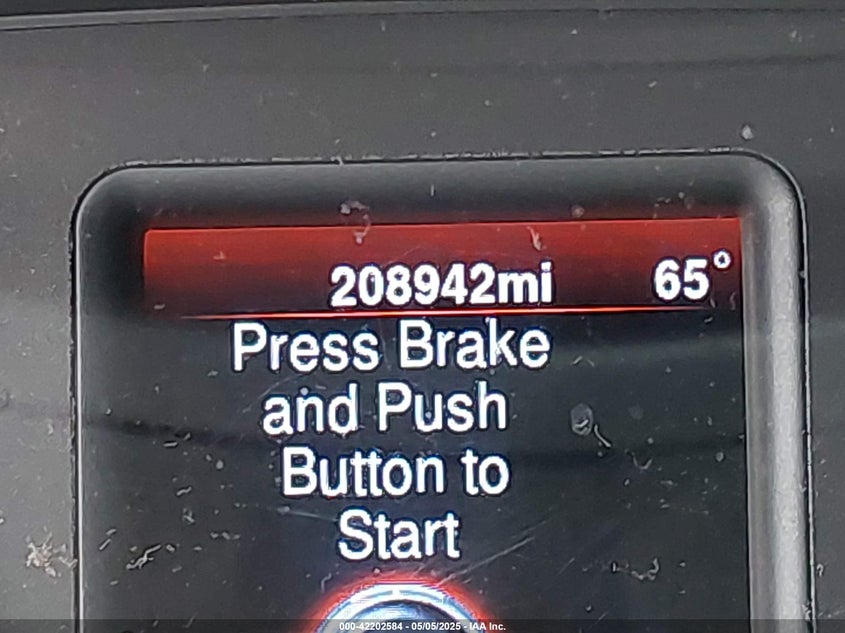 208942mi 65°
Press Brake
and Push
Button to
Start
000-42202584 - 05/05/2025 - IAA Inc.